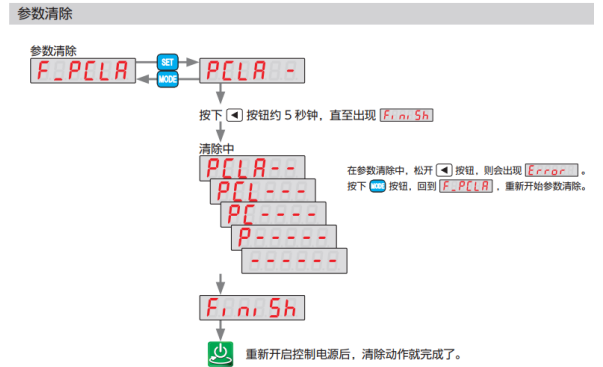 参数清除
参数清除
F_PCLA SET MODE PCLA -
按下 ◀ 按钮约 5 秒钟，直至出现 FiniSh
清除中
PCLA--
PCL---
PC----
P-----
------
在参数清除中，松开 ◀ 按钮，则会出现 Error 。
按下 MODE 按钮，回到 F_PCLA ，重新开始参数清除。
FiniSh
重新开启控制电源后，清除动作就完成了。